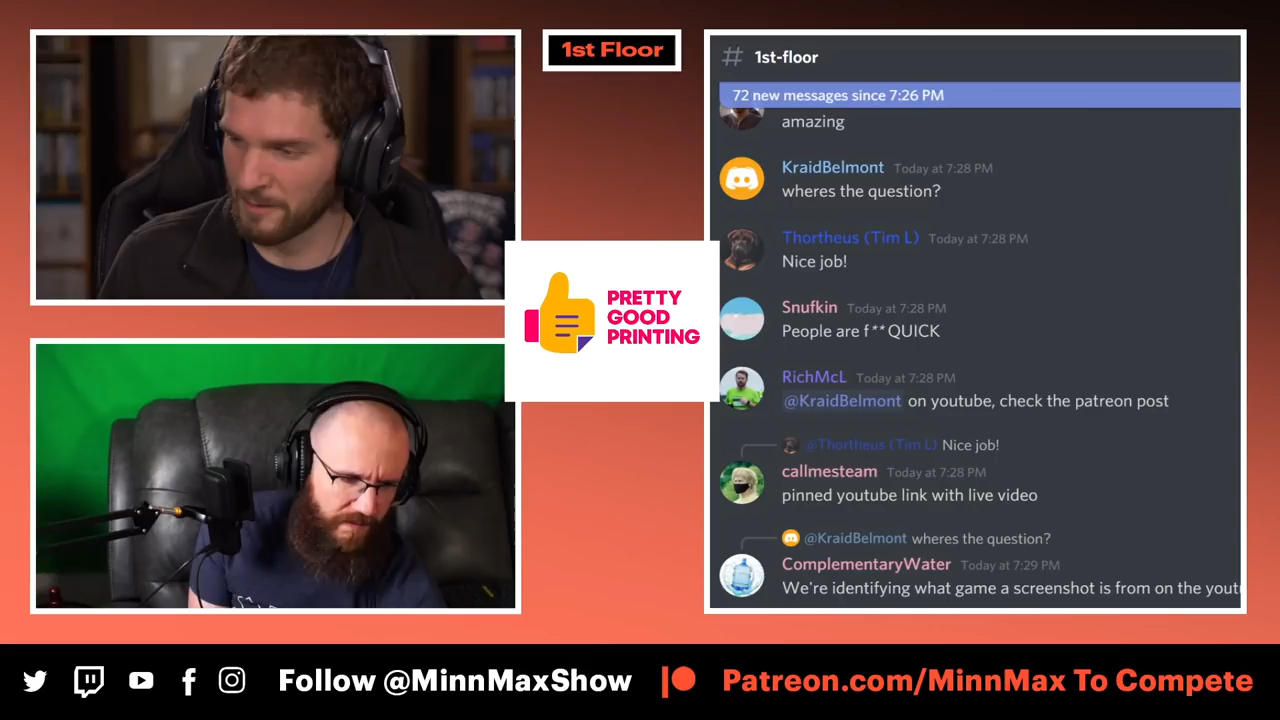 1st Floor
# 1st-floor
72 new messages since 7:26 PM
amazing
KraidBelmont Today at 7:28 PM
wheres the question?
Thortheus (Tim L) Today at 7:28 PM
Nice job!
Snufkin Today at 7:28 PM
People are f** QUICK
RichMcL Today at 7:28 PM
@KraidBelmont on youtube, check the patreon post
@Thortheus (Tim L) Nice job!
callmesteam Today at 7:28 PM
pinned youtube link with live video
@KraidBelmont wheres the question?
ComplementaryWater Today at 7:29 PM
We're identifying what game a screenshot is from on the
PRETTY
GOOD
PRINTING
Follow @MinnMaxShow
Patreon.com/MinnMax To Compete